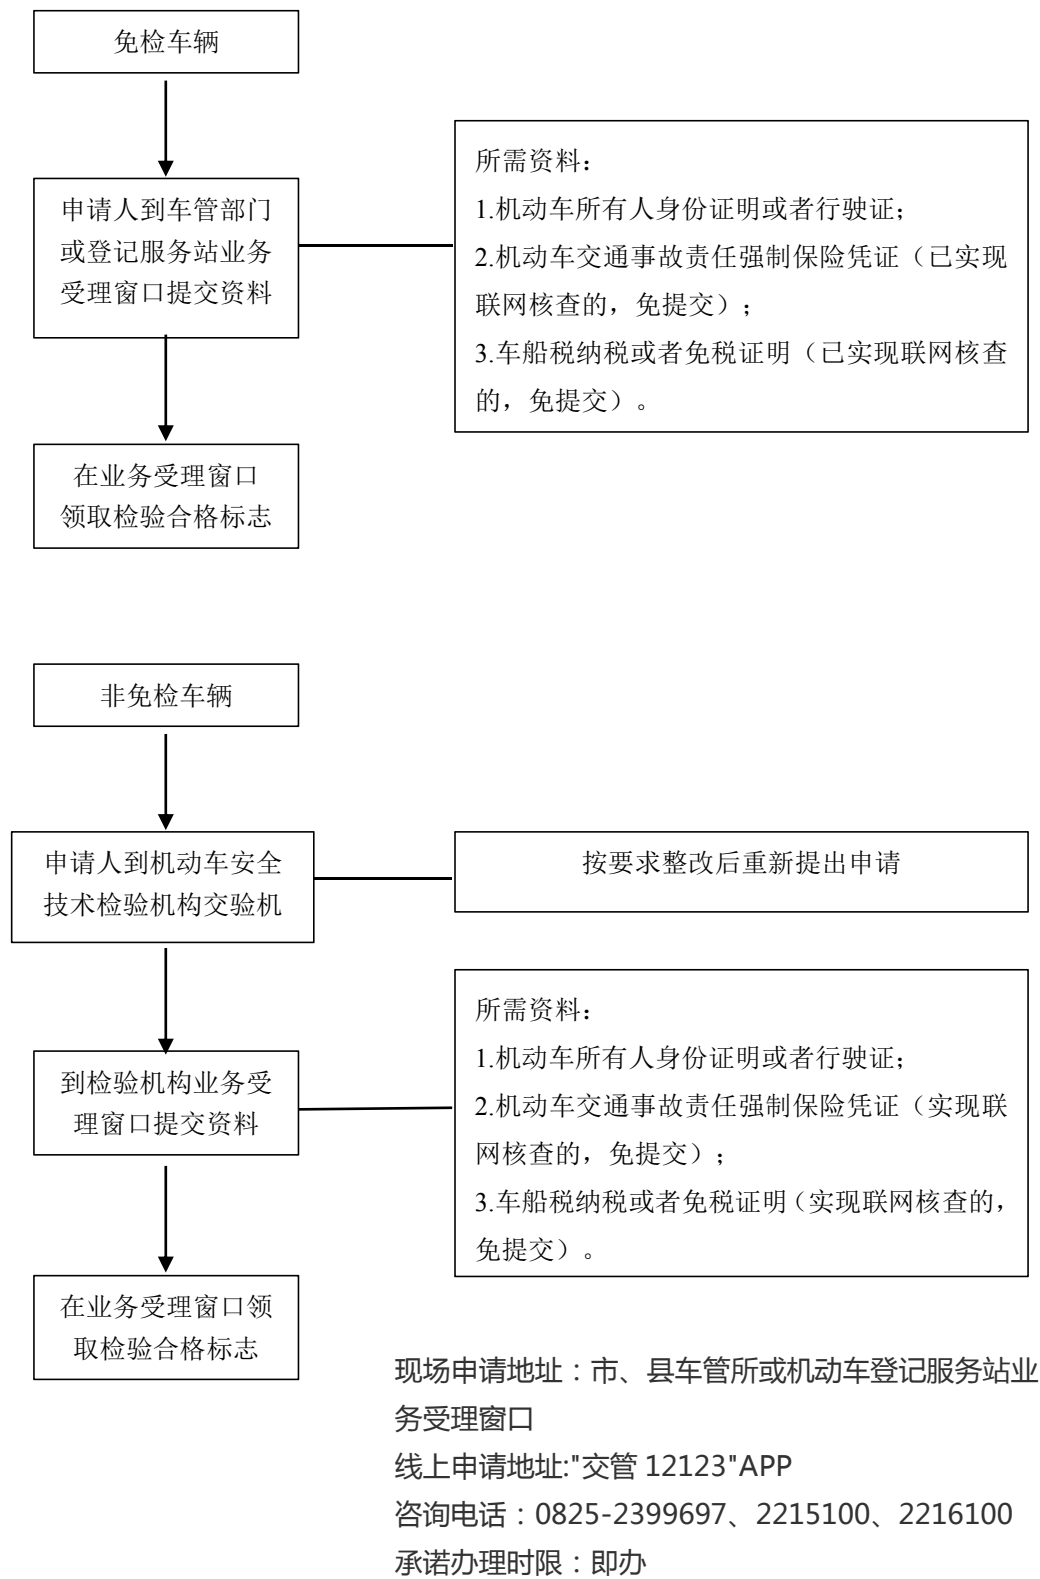 免检车辆
申请人到车管部门
或登记服务站业务
受理窗口提交资料
所需资料：
1.机动车所有人身份证明或者行驶证；
2.机动车交通事故责任强制保险凭证（已实现
联网核查的，免提交）；
3.车船税纳税或者免税证明（已实现联网核查
的，免提交）。
在业务受理窗口
领取检验合格标志
非免检车辆
申请人到机动车安全
技术检验机构交验机
按要求整改后重新提出申请
到检验机构业务受
理窗口提交资料
所需资料：
1.机动车所有人身份证明或者行驶证；
2.机动车交通事故责任强制保险凭证（实现联
网核查的，免提交）；
3.车船税纳税或者免税证明（实现联网核查的，
免提交）。
在业务受理窗口领
取检验合格标志
现场申请地址：市、县车管所或机动车登记服务站业
务受理窗口
线上申请地址:"交管 12123"APP
咨询电话：0825-2399697、2215100、2216100
承诺办理时限：即办